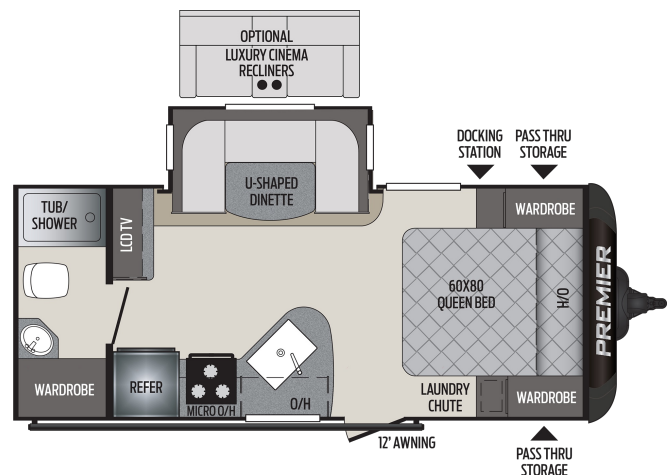 OPTIONAL
LUXURY CINEMA
RECLINERS
DOCKING
STATION
PASS THRU
STORAGE
U-SHAPED
DINETTE
TUB/
SHOWER
LCD TV
WARDROBE
60X80
QUEEN BED
H/O
PREMIER
WARDROBE
REFER
MICRO O/H
O/H
LAUNDRY
CHUTE
WARDROBE
12' AWNING
PASS THRU
STORAGE